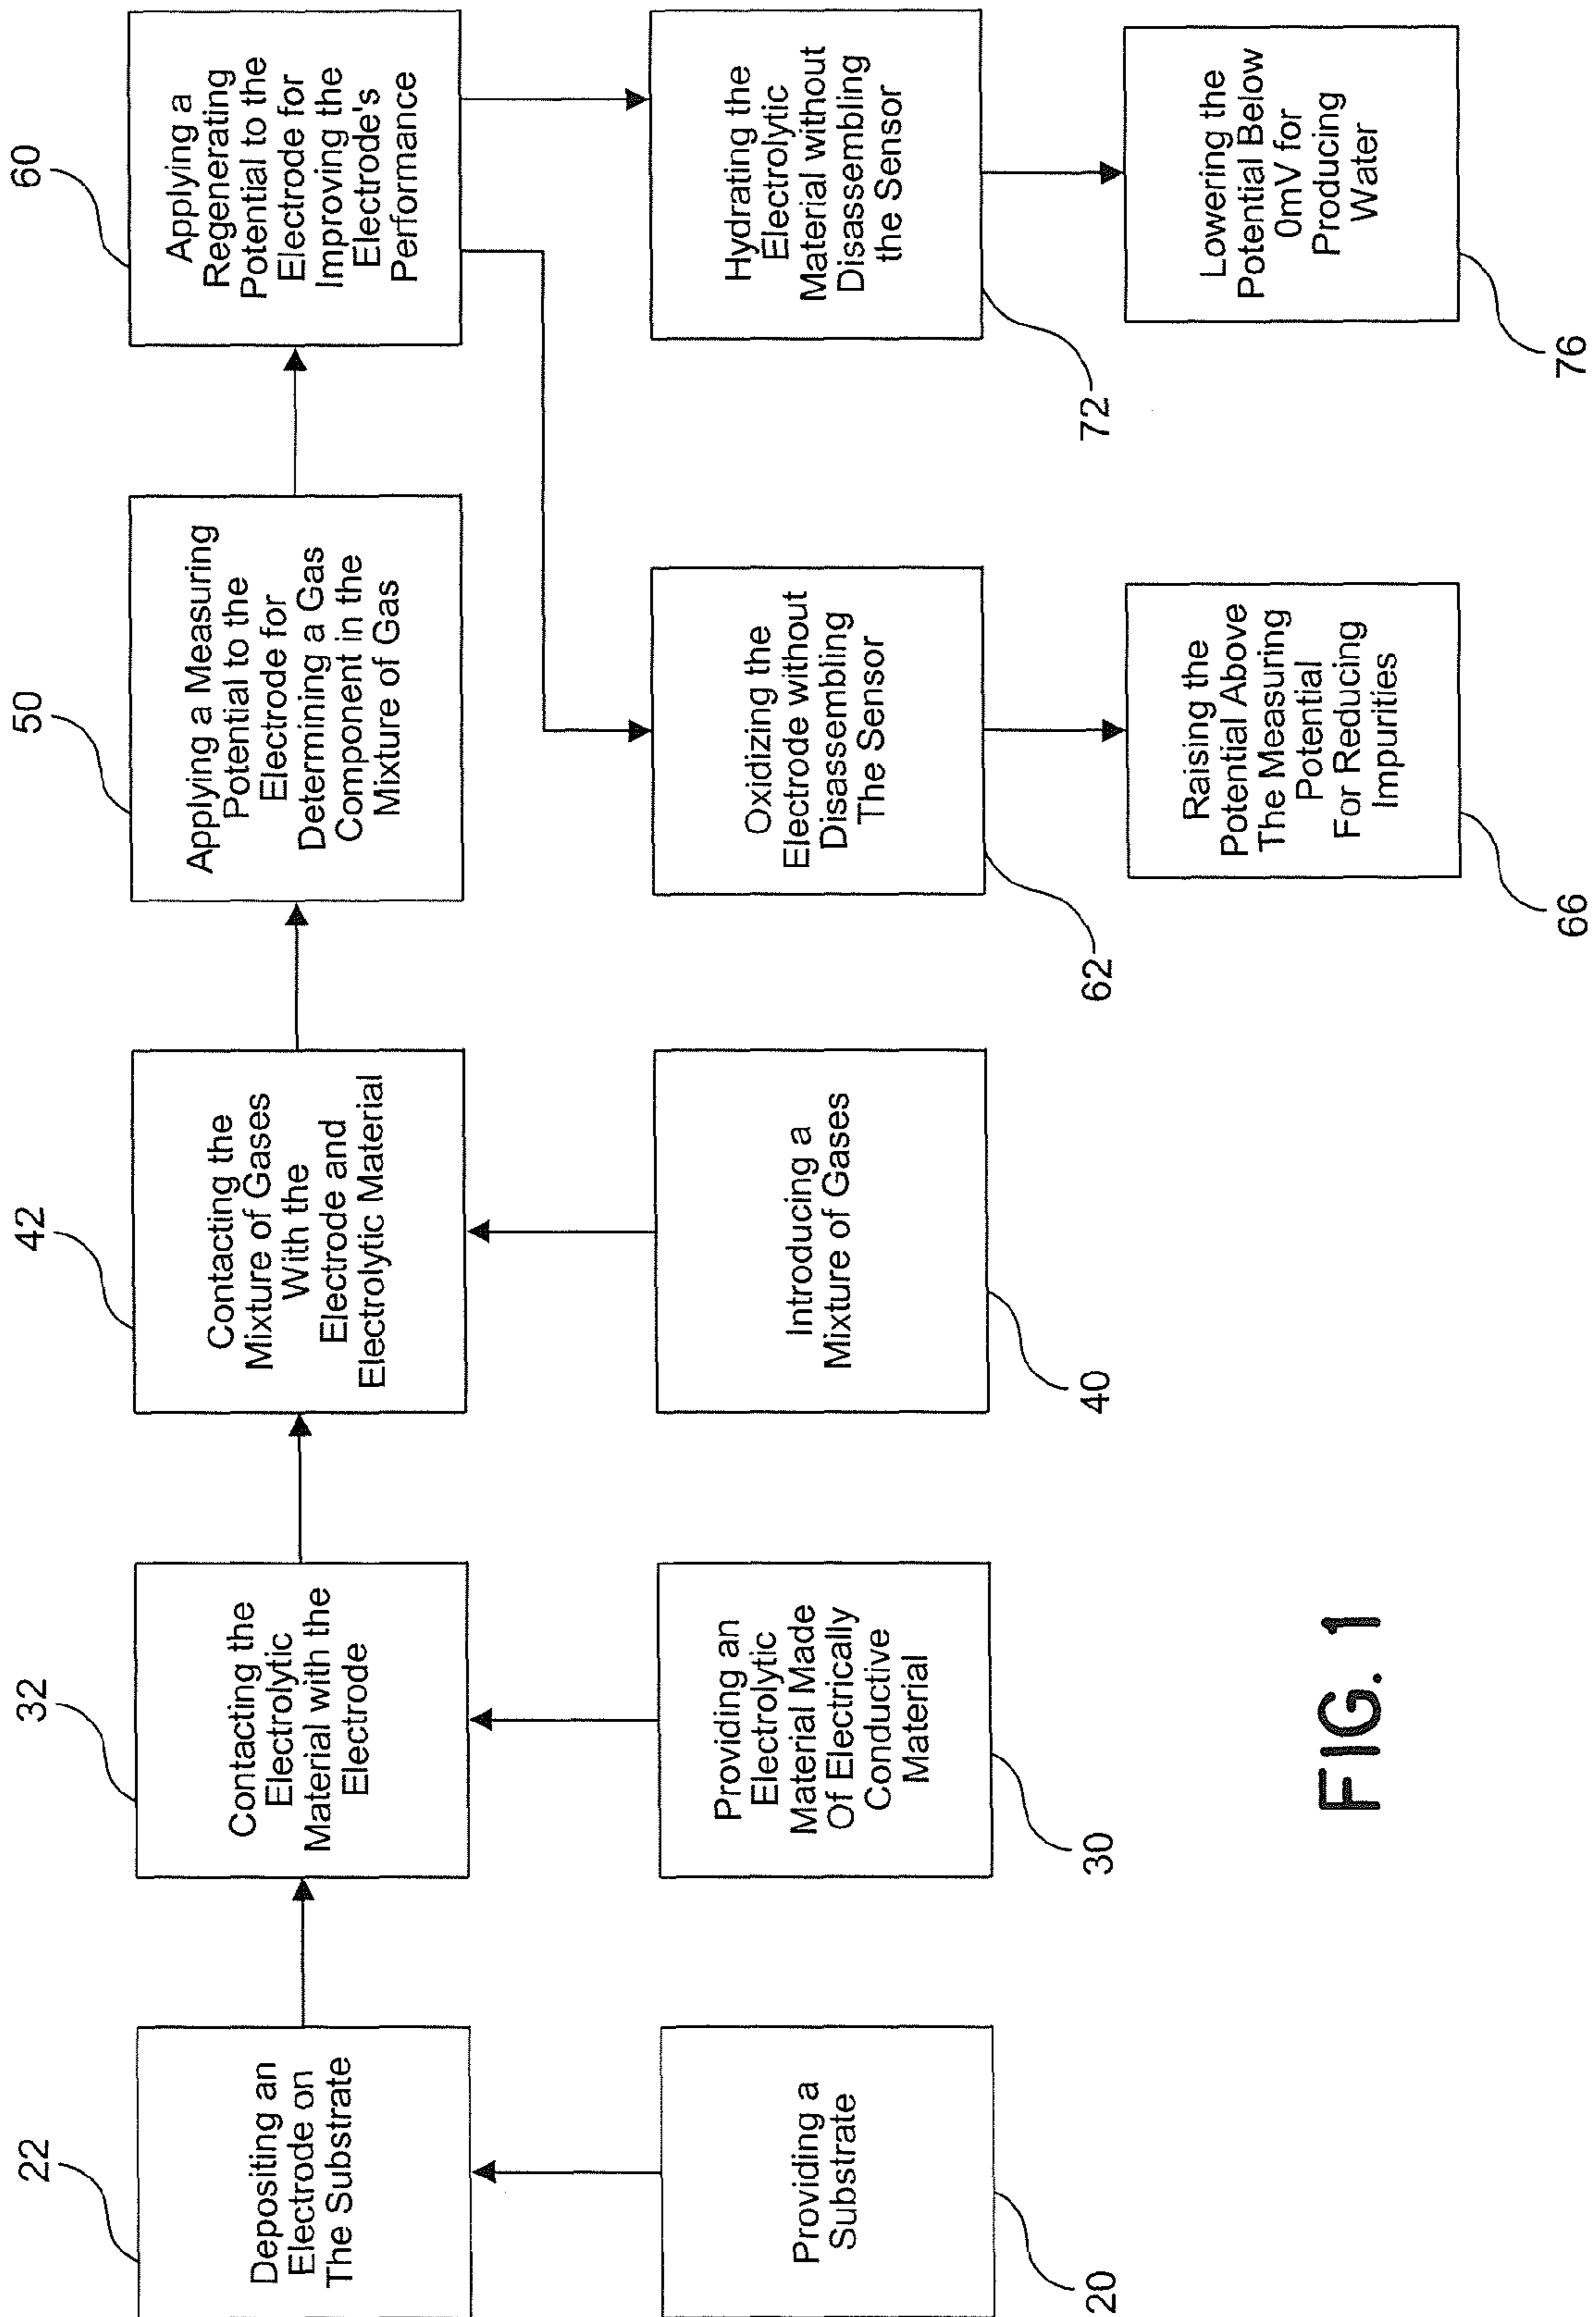 22
Depositing an
Electrode on
The Substrate
20
Providing a
Substrate
32
Contacting the
Electrolytic
Material with the
Electrode
30
Providing an
Electrolytic
Material Made
Of Electrically
Conductive
Material
42
Contacting the
Mixture of Gases
With the
Electrode and
Electrolytic Material
40
Introducing a
Mixture of Gases
50
Applying a Measuring
Potential to the
Electrode for
Determining a Gas
Component in the
Mixture of Gas
60
Applying a
Regenerating
Potential to the
Electrode for
Improving the
Electrode's
Performance
62
Oxidizing the
Electrode without
Disassembling
The Sensor
66
Raising the
Potential Above
The Measuring
Potential
For Reducing
Impurities
72
Hydrating the
Electrolytic
Material without
Disassembling
the Sensor
76
Lowering the
Potential Below
0mV for
Producing
Water
FIG. 1